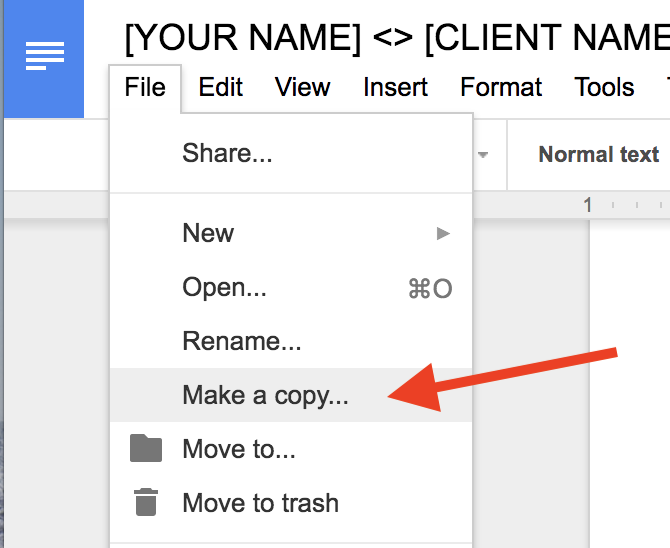 [YOUR NAME] <> [CLIENT NAME
File Edit View Insert Format Tools
Share...
Normal text
1
New
Open... ⌘O
Rename...
Make a copy...
Move to...
Move to trash